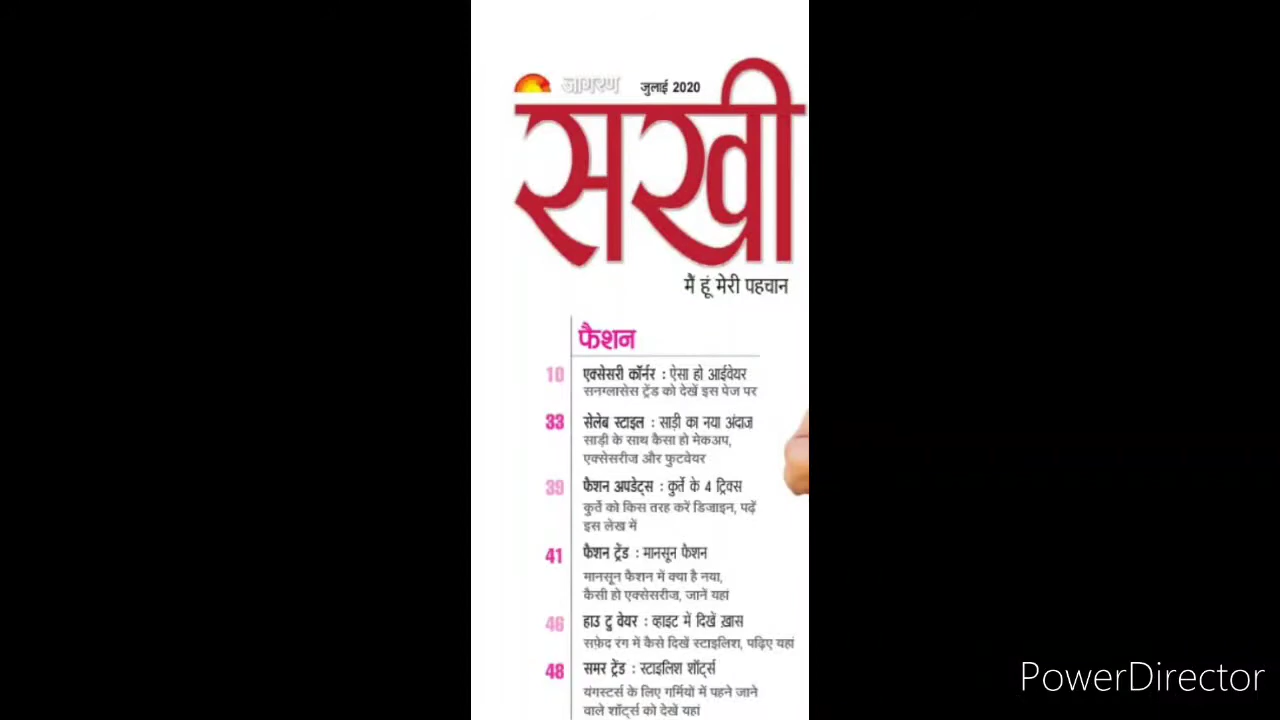 जागरण जुलाई 2020
सखी
मैं हूं मेरी पहचान
फैशन
10 एक्सेसरी कॉर्नर : ऐसा हो आईवेयर
सनग्लासेस ट्रेंड को देखें इस पेज पर
33 सेलेब स्टाइल : साड़ी का नया अंदाज
साड़ी के साथ कैसा हो मेकअप,
एक्सेसरीज और फुटवेयर
39 फैशन अपडेट्स : कुर्ते के 4 ट्रिक्स
कुर्ते को किस तरह करें डिजाइन, पढ़ें
इस लेख में
41 फैशन ट्रेंड : मानसून फैशन
मानसून फैशन में क्या है नया,
कैसी हो एक्सेसरीज, जानें यहां
46 हाउ टु वेयर : व्हाइट में दिखें ख़ास
सफ़ेद रंग में कैसे दिखें स्टाइलिश, पढ़िए यहां
48 समर ट्रेंड : स्टाइलिश शॉर्ट्स
यंगस्टर्स के लिए गर्मियों में पहने जाने
वाले शॉर्ट्स को देखें यहां
PowerDirector